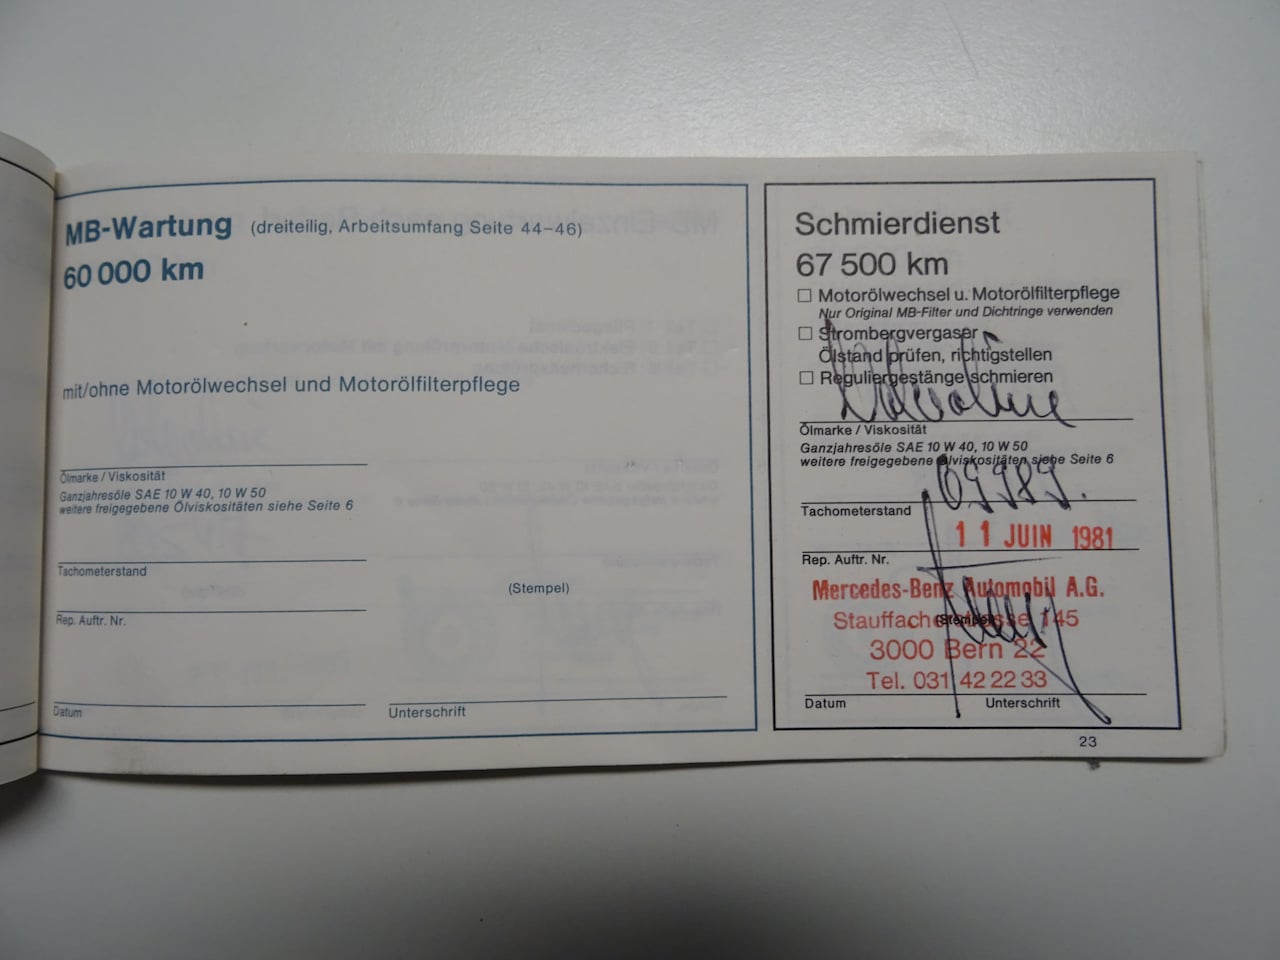 MB-Wartung (dreiteilig, Arbeitsumfang Seite 44–46)
60 000 km
mit/ohne Motorölwechsel und Motorölfilterpflege
Ölmarke / Viskosität
Ganzjahresöle SAE 10 W 40, 10 W 50
weitere freigegebene Ölviskositäten siehe Seite 6
Tachometerstand
(Stempel)
Rep. Auftr. Nr.
Datum
Unterschrift
Schmierdienst
67 500 km
Motorölwechsel u. Motorölfilterpflege
Nur Original MB-Filter und Dichtringe verwenden
Strombergvergaser
Ölstand prüfen, richtigstellen
Reguliergestänge schmieren
Valvoline
Ölmarke / Viskosität
Ganzjahresöle SAE 10 W 40, 10 W 50
weitere freigegebene Ölviskositäten siehe Seite 6
Tachometerstand
11 JUIN 1981
Rep. Auftr. Nr.
Mercedes-Benz Automobil A.G.
Stauffacherstrasse 145
(Stempel)
3000 Bern 22
Tel. 031 42 22 33
Datum
Unterschrift
23